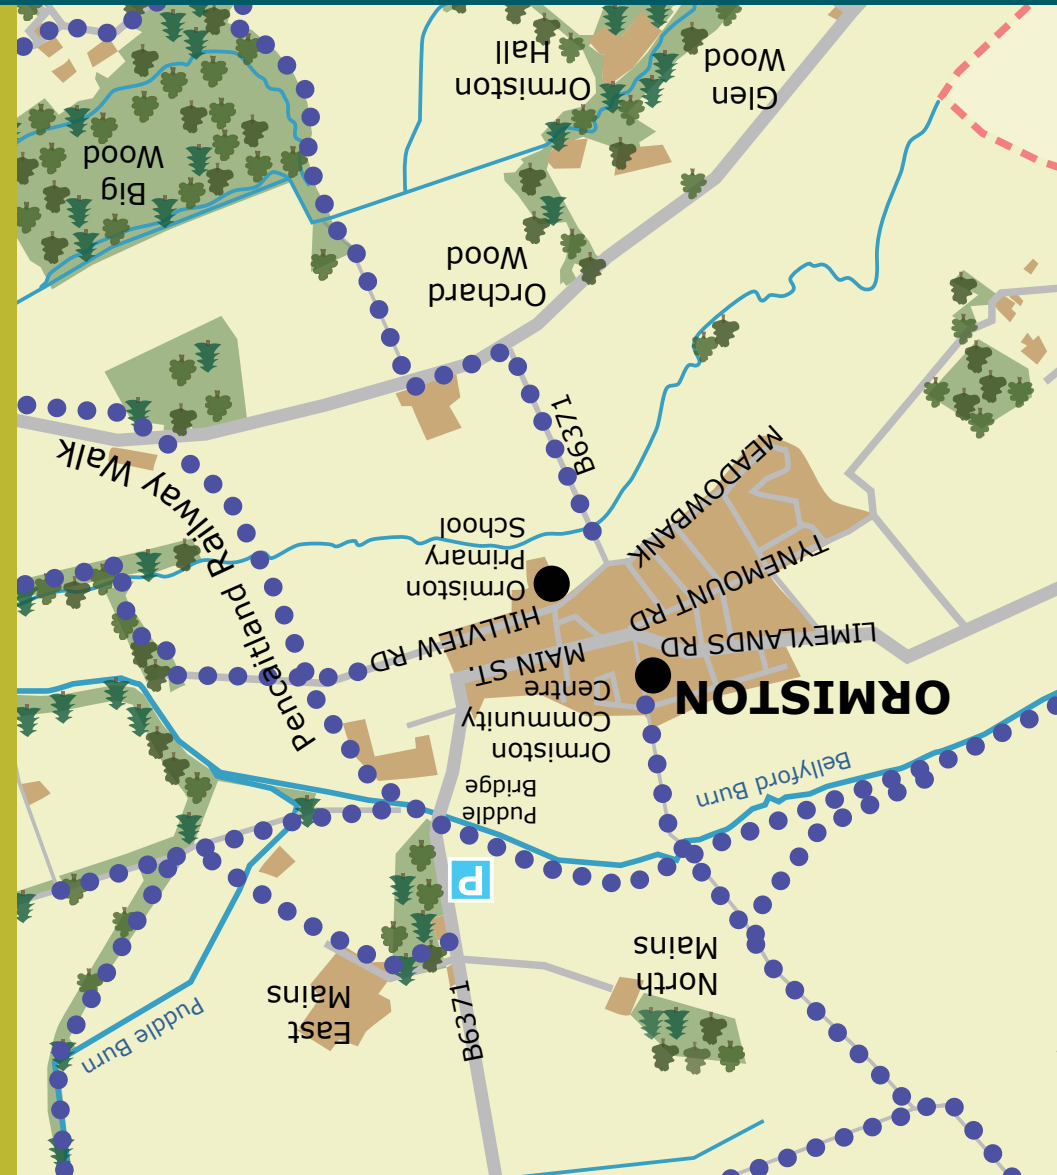 B6371
East
Mains
North
Mains
Puddle Burn
P
Puddle
Bridge
Bellyford Burn
Ormiston
Community
Centre
ORMISTON
MAIN ST.
LIMEYLANDS RD
HILLVIEW RD
TYNEMOUNT RD
MEADOWBANK
Ormiston
Primary
School
Pencaitland Railway Walk
B6371
Orchard
Wood
Big
Wood
Glen
Wood
Ormiston
Hall